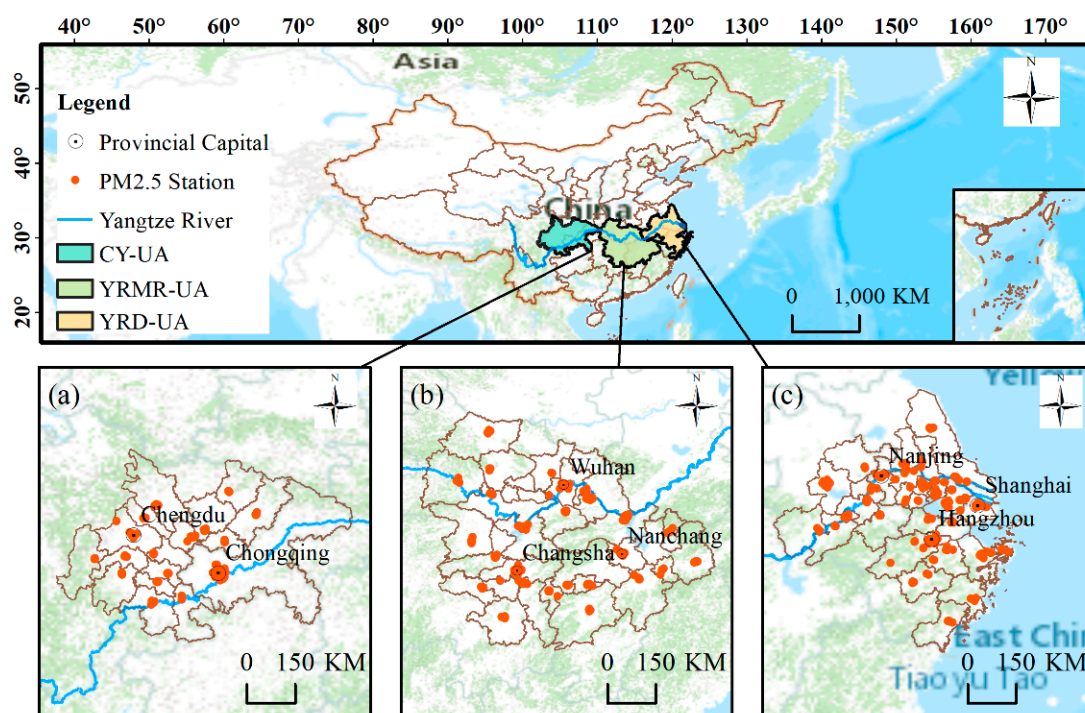 40° 50° 60° 70° 80° 90° 100° 110° 120° 130° 140° 150° 160° 170°
50°
40°
30°
20°
Asia
N
Legend
Provincial Capital
PM2.5 Station
Yangtze River
CY-UA
YRMR-UA
YRD-UA
China
0 1,000 KM
(a)
N
Chengdu
Chongqing
0 150 KM
(b)
N
Wuhan
Nanchang
Changsha
0 150 KM
(c)
Yellow
N
Nanjing
Shanghai
Hangzhou
East Chi
Tiao yu Tao
0 150 KM